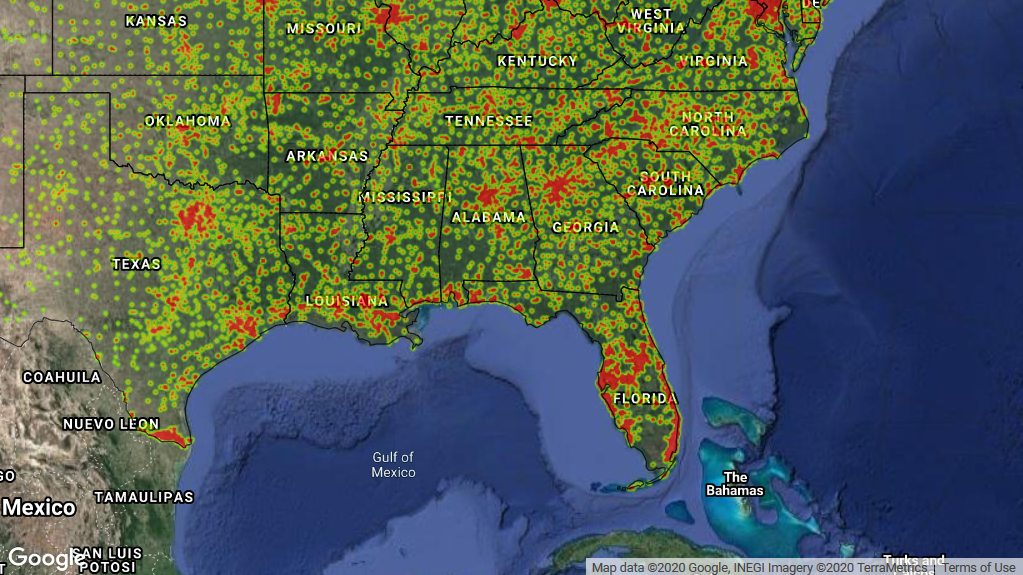 DE
WEST
VIRGINIA
KANSAS
MISSOURI
KENTUCKY
VIRGINIA
OKLAHOMA
TENNESSEE
NORTH
CAROLINA
ARKANSAS
SOUTH
CAROLINA
MISSISSIPPI
ALABAMA
GEORGIA
TEXAS
LOUISIANA
COAHUILA
FLORIDA
NUEVO LEON
Gulf of
Mexico
The
Bahamas
Mexico
TAMAULIPAS
Google
SAN LUIS
POTOSI
Turks and
Map data ©2020 Google, INEGI Imagery ©2020 TerraMetrics | Terms of Use